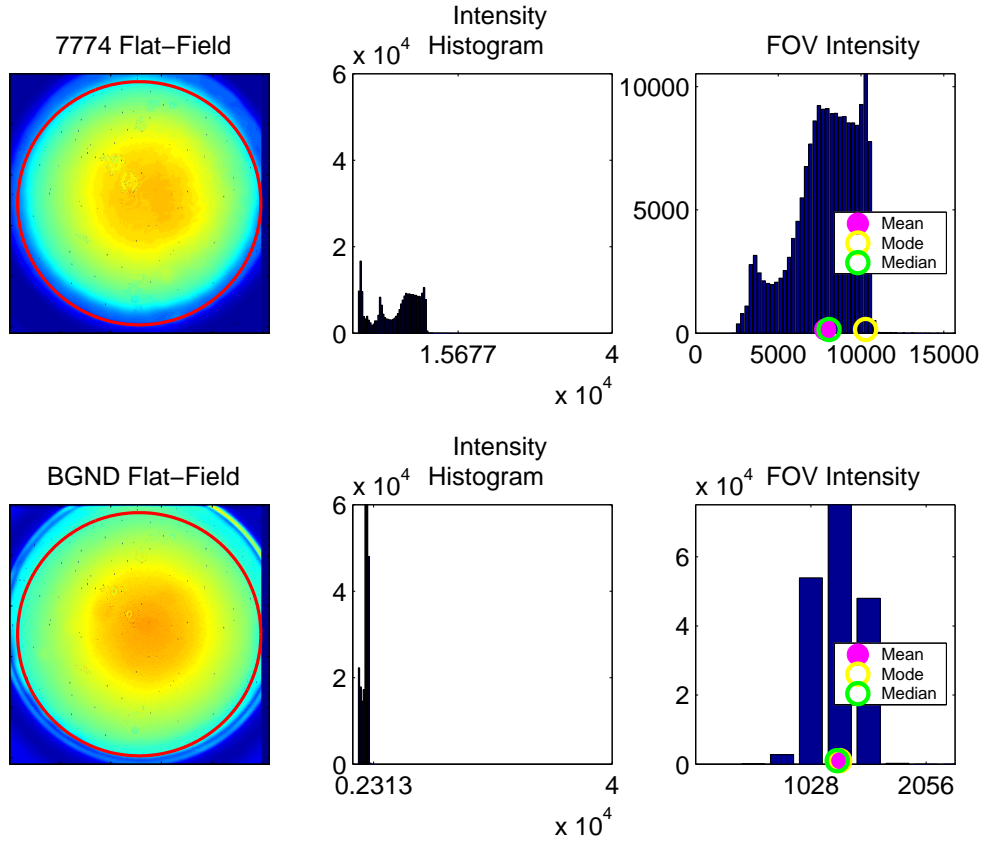 7774 Flat−Field
Intensity
Histogram
FOV Intensity
x 10^4
6
4
2
0
1.5677
4
x 10^4
10000
5000
0
0
5000
10000
15000
Mean
Mode
Median
BGND Flat−Field
Intensity
Histogram
FOV Intensity
x 10^4
6
4
2
0
0.2313
4
x 10^4
x 10^4
6
4
2
0
1028
2056
Mean
Mode
Median